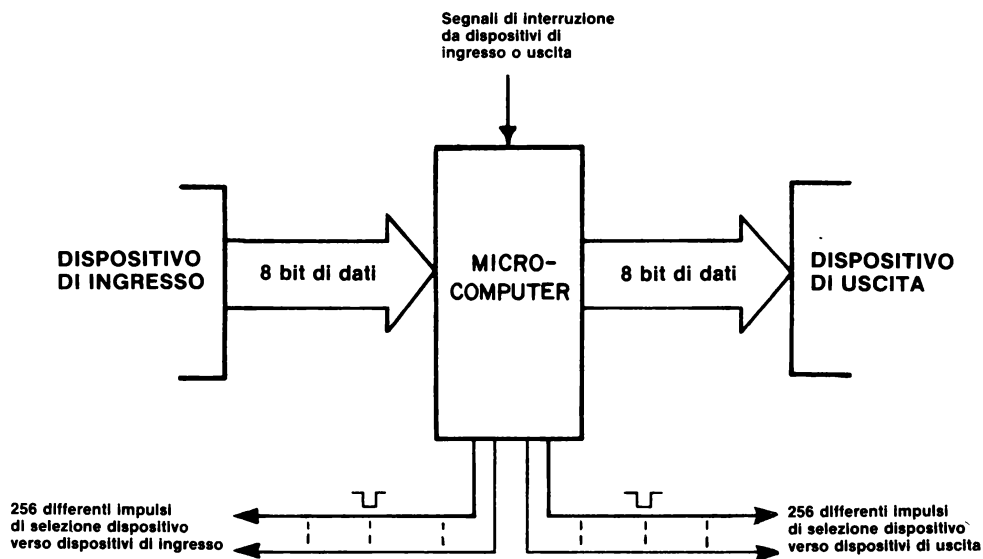 Segnali di interruzione
da dispositivi di
ingresso o uscita
DISPOSITIVO
DI INGRESSO
8 bit di dati
MICRO-
COMPUTER
8 bit di dati
DISPOSITIVO
DI USCITA
256 differenti impulsi
di selezione dispositivo
verso dispositivi di ingresso
256 differenti impulsi
di selezione dispositivo
verso dispositivi di uscita